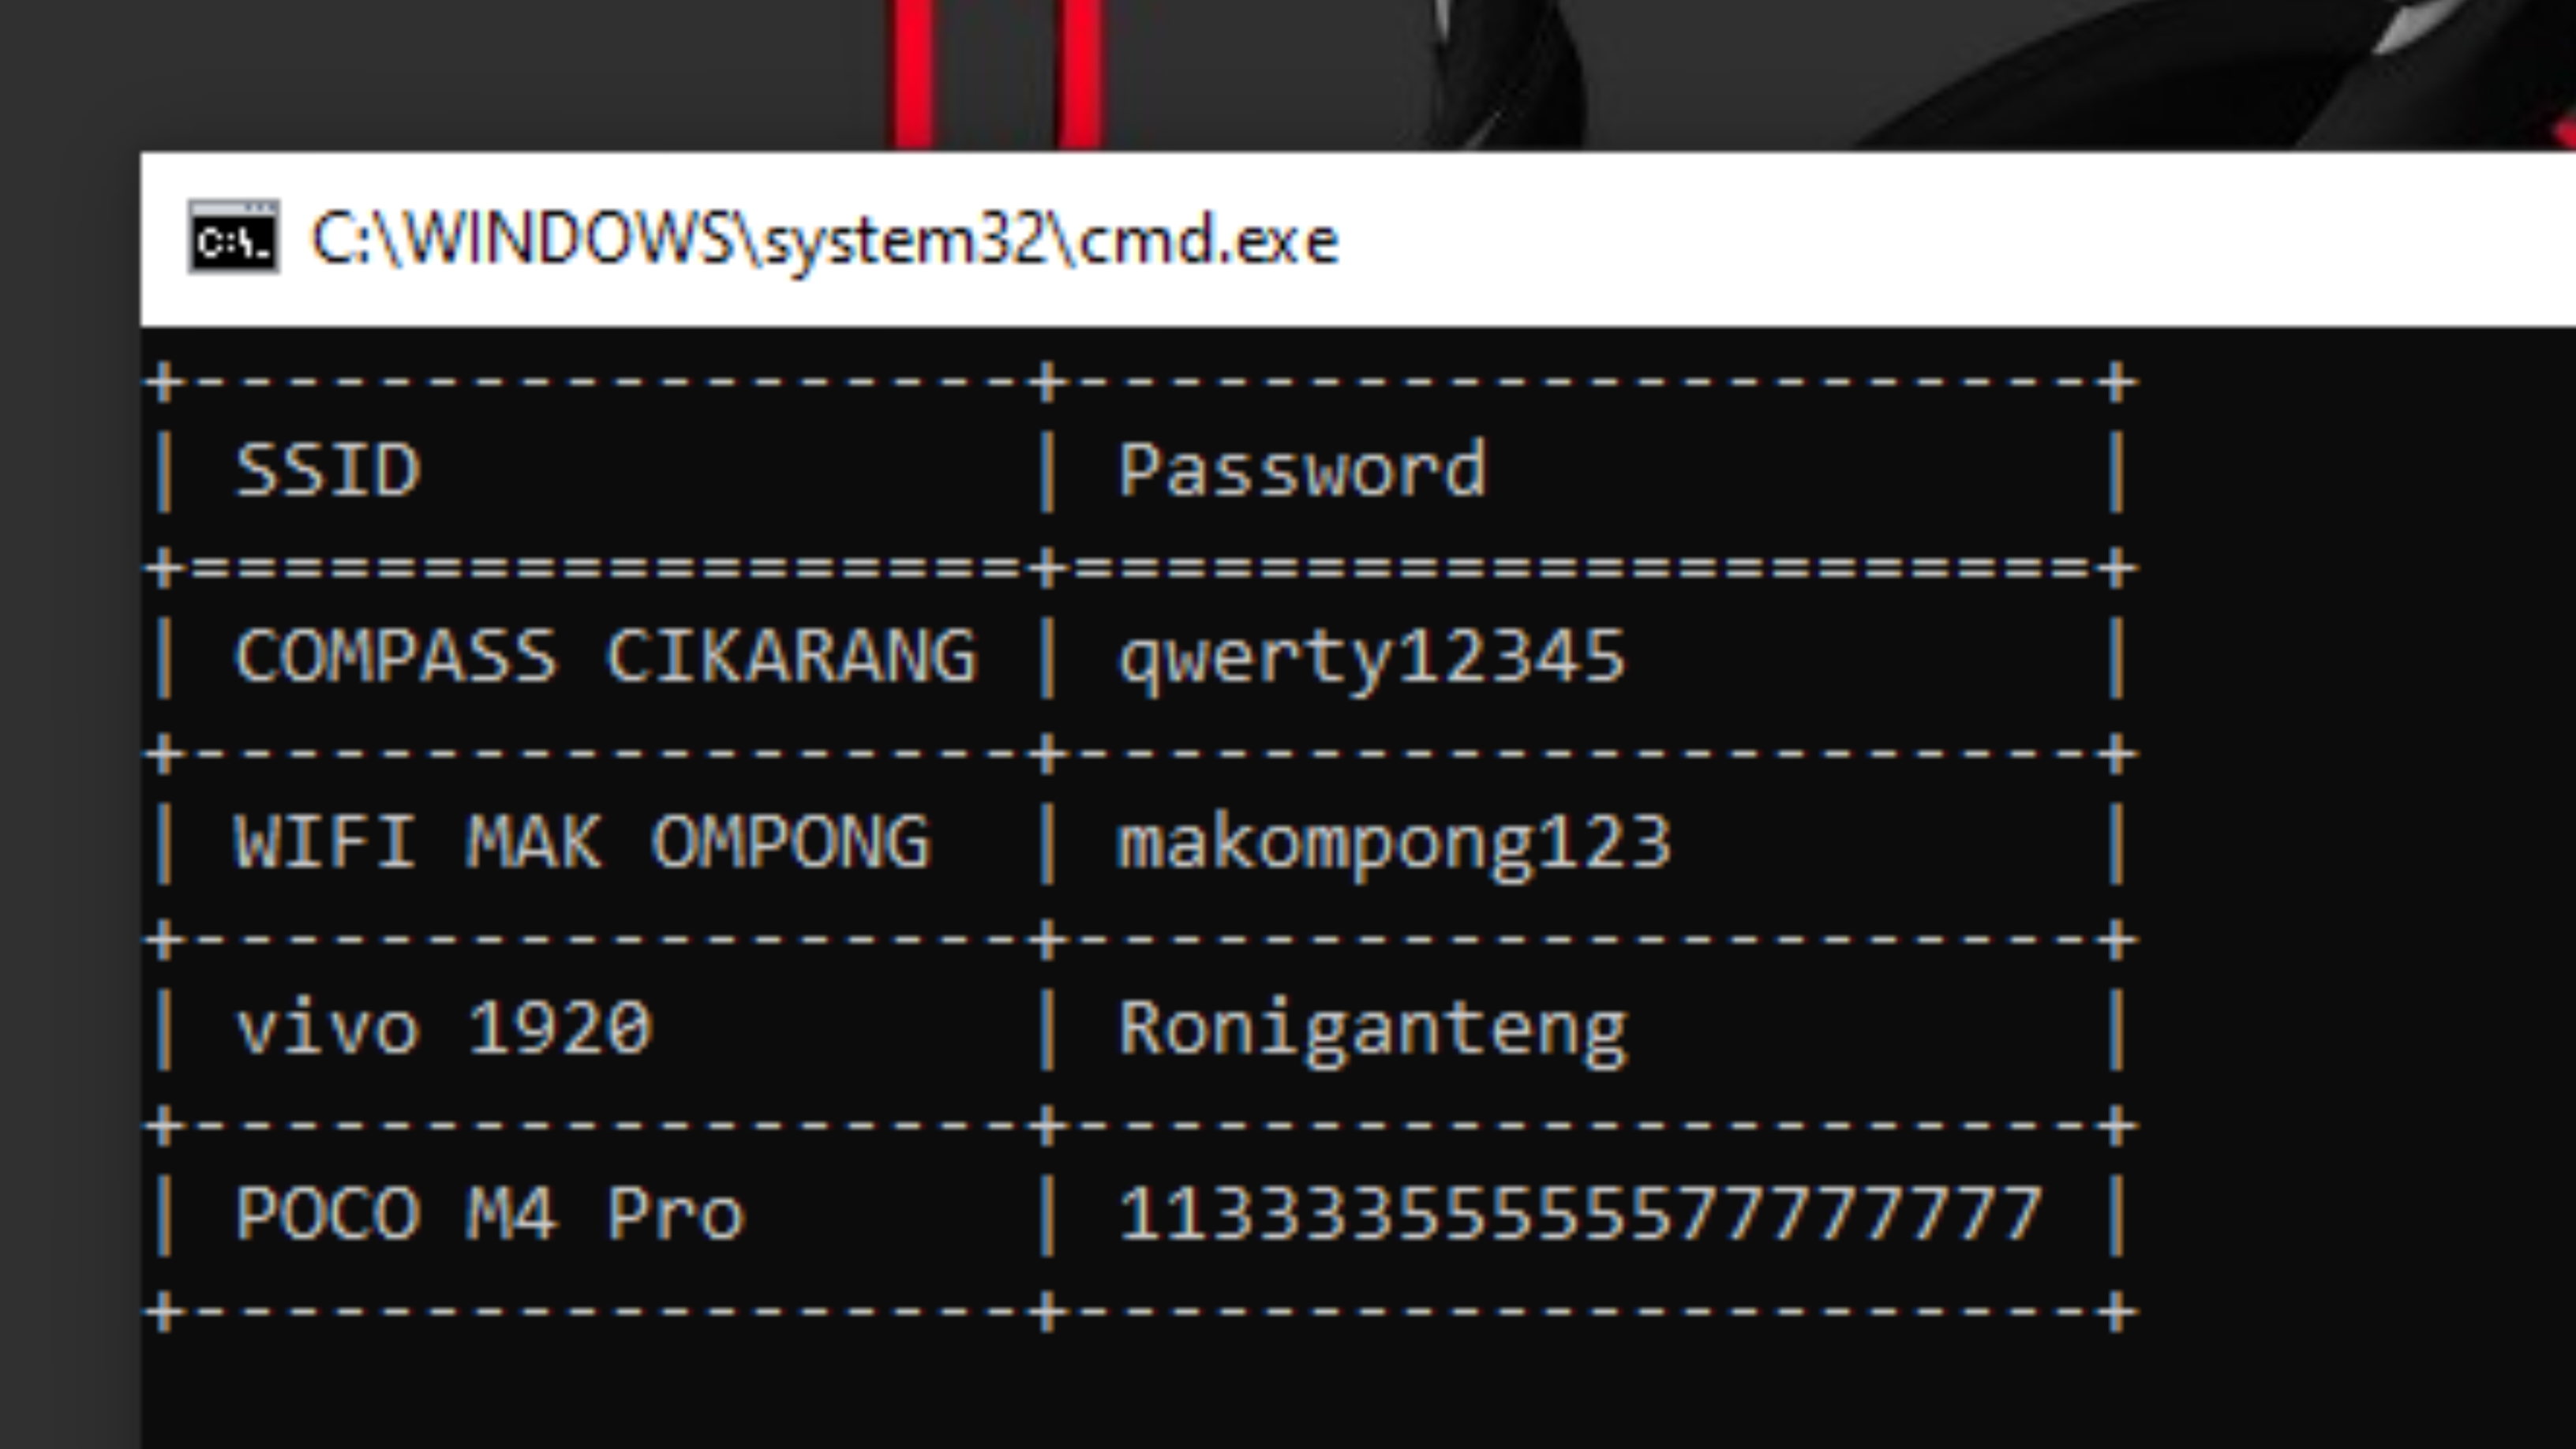 C:\WINDOWS\system32\cmd.exe
+------------------+----------------------+
| SSID             | Password             |
+==================+======================+
| COMPASS CIKARANG | qwerty12345          |
+------------------+----------------------+
| WIFI MAK OMPONG  | makompong123         |
+------------------+----------------------+
| vivo 1920        | Roniganteng          |
+------------------+----------------------+
| POCO M4 Pro      | 11333355555577777777 |
+------------------+----------------------+